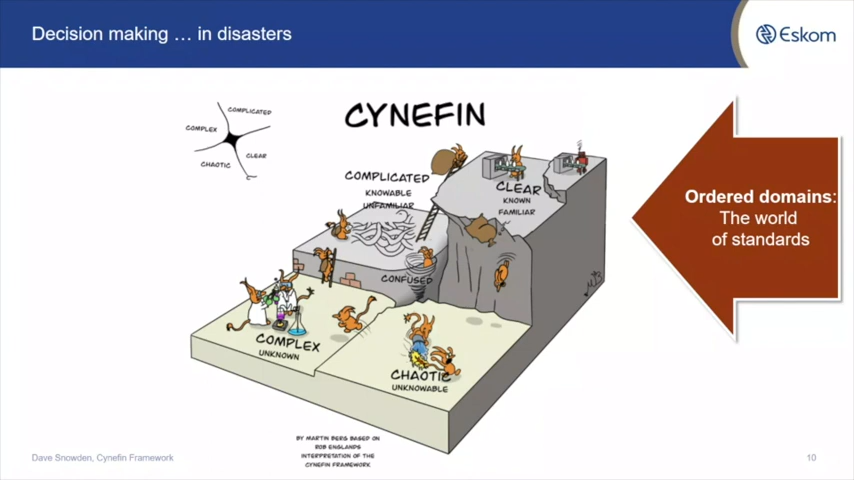 Decision making … in disasters
Eskom
COMPLICATED
COMPLEX
CLEAR
CHAOTIC
CYNEFIN
COMPLICATED
KNOWABLE
UNFAMILIAR
CLEAR
KNOWN
FAMILIAR
CONFUSED
COMPLEX
UNKNOWN
CHAOTIC
UNKNOWABLE
Ordered domains:
The world
of standards
BY MARTIN BERG BASED ON
ROB ENGLANDS
INTERPRETATION OF THE
CYNEFIN FRAMEWORK
Dave Snowden, Cynefin Framework
10